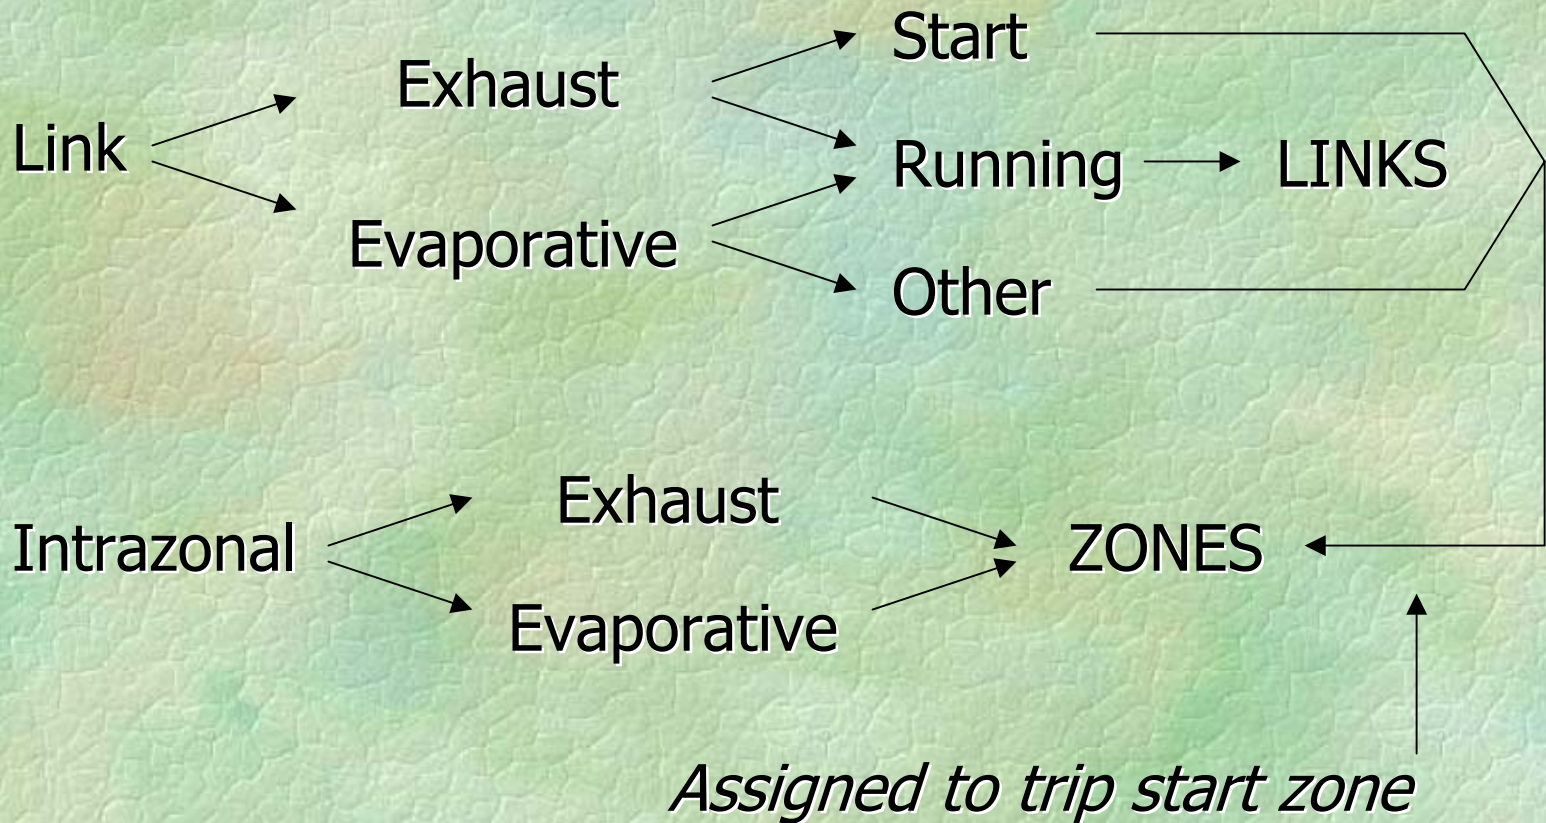 Start
Exhaust
Link
Running
LINKS
Evaporative
Other
Exhaust
Intrazonal
ZONES
Evaporative
Assigned to trip start zone